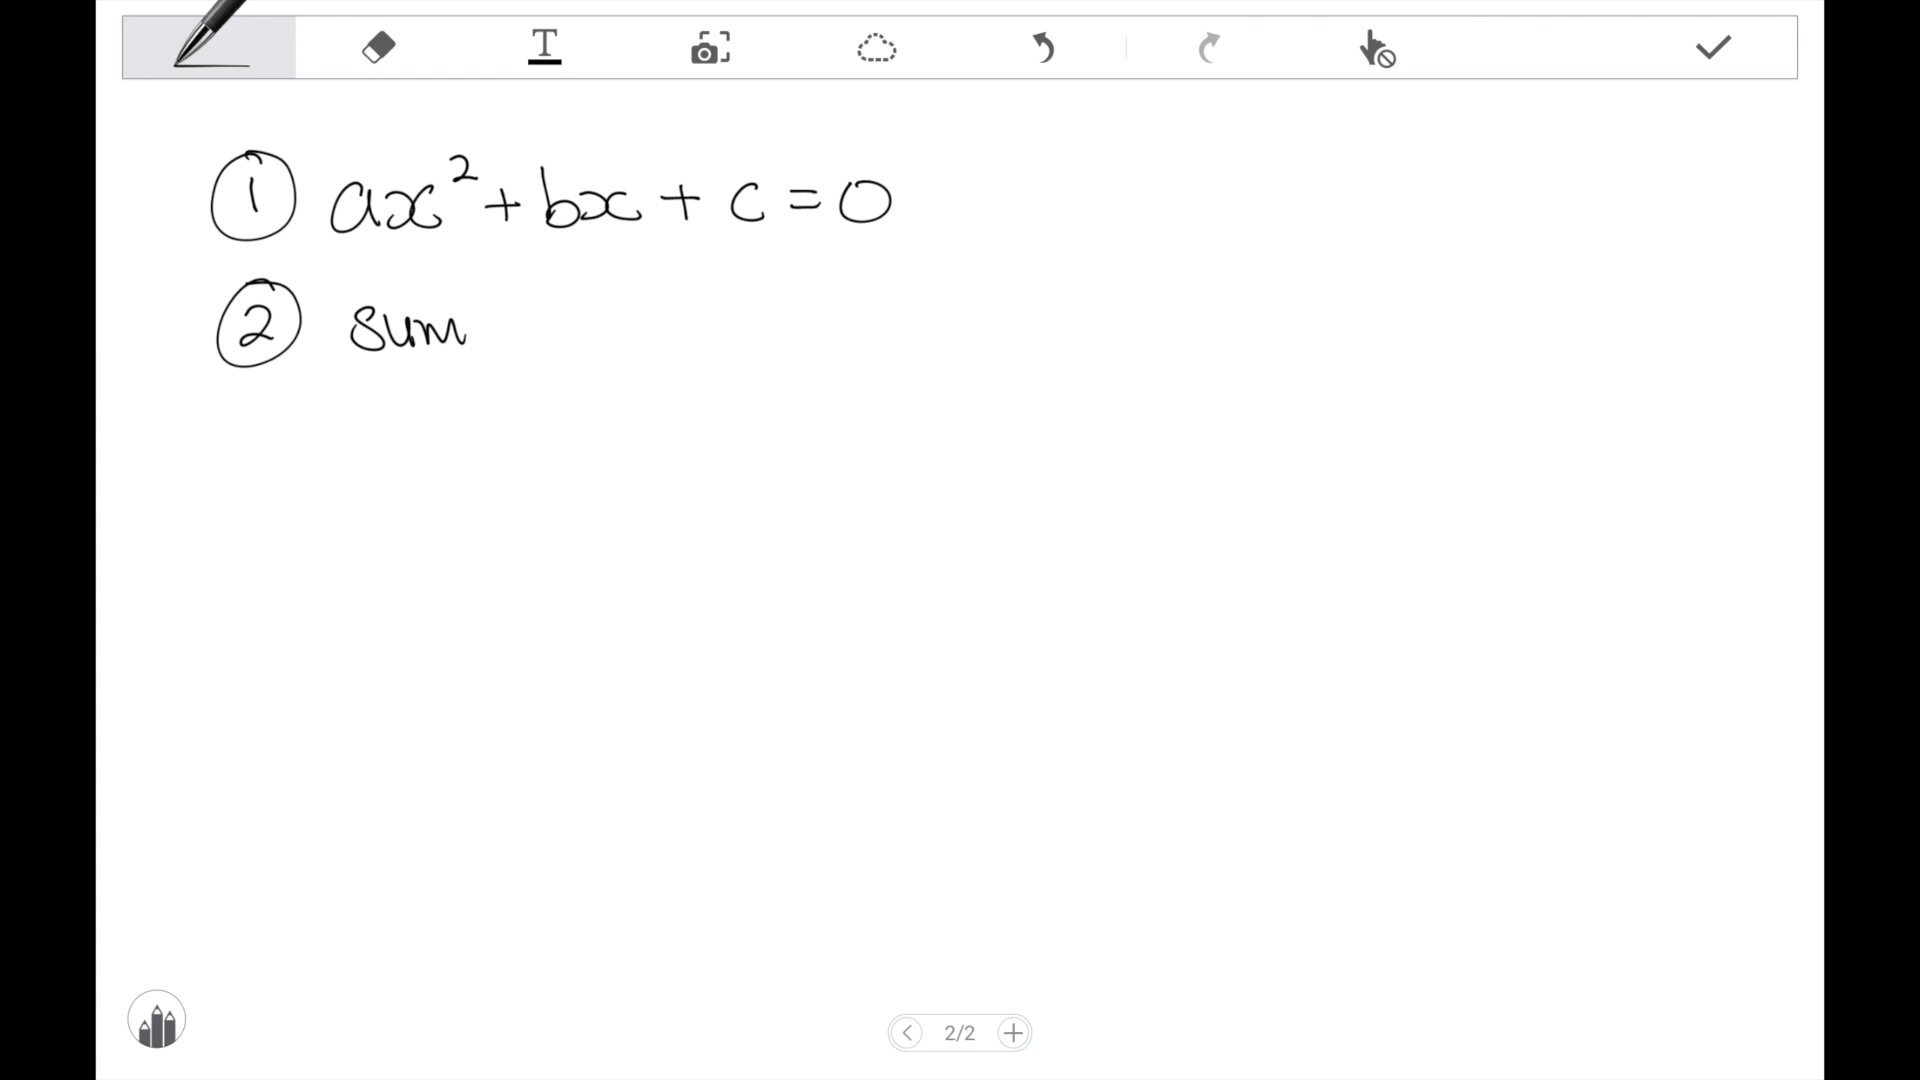 T
① ax² + bx + c = 0
② sum
2/2